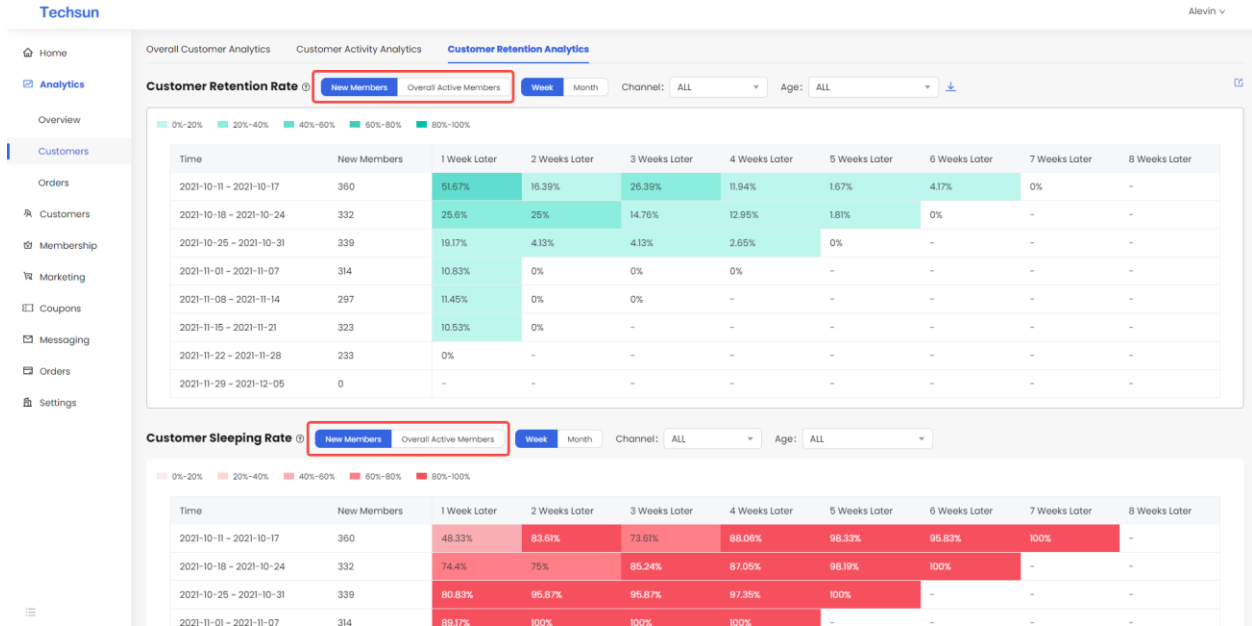 Techsun
Alevin
Home
Analytics
Overview
Customers
Orders
Customers
Membership
Marketing
Coupons
Messaging
Orders
Settings
Overall Customer Analytics Customer Activity Analytics Customer Retention Analytics
Customer Retention Rate New Members Overall Active Members Week Month Channel: ALL Age: ALL
0%-20% 20%-40% 40%-60% 60%-80% 80%-100%
Time New Members 1 Week Later 2 Weeks Later 3 Weeks Later 4 Weeks Later 5 Weeks Later 6 Weeks Later 7 Weeks Later 8 Weeks Later
2021-10-11 ~ 2021-10-17 360 51.67% 16.39% 26.39% 11.94% 1.67% 4.17% 0% -
2021-10-18 ~ 2021-10-24 332 25.6% 25% 14.76% 12.95% 1.81% 0% - -
2021-10-25 ~ 2021-10-31 339 19.17% 4.13% 4.13% 2.65% 0% - - -
2021-11-01 ~ 2021-11-07 314 10.83% 0% 0% 0% - - - -
2021-11-08 ~ 2021-11-14 297 11.45% 0% 0% - - - - -
2021-11-15 ~ 2021-11-21 323 10.53% 0% - - - - - -
2021-11-22 ~ 2021-11-28 233 0% - - - - - - -
2021-11-29 ~ 2021-12-05 0 - - - - - - - -
Customer Sleeping Rate New Members Overall Active Members Week Month Channel: ALL Age: ALL
0%-20% 20%-40% 40%-60% 60%-80% 80%-100%
Time New Members 1 Week Later 2 Weeks Later 3 Weeks Later 4 Weeks Later 5 Weeks Later 6 Weeks Later 7 Weeks Later 8 Weeks Later
2021-10-11 ~ 2021-10-17 360 48.33% 83.61% 73.61% 88.06% 98.33% 95.83% 100% -
2021-10-18 ~ 2021-10-24 332 74.4% 75% 85.24% 87.05% 98.19% 100% - -
2021-10-25 ~ 2021-10-31 339 80.83% 95.87% 95.87% 97.35% 100% - - -
2021-11-01 ~ 2021-11-07 314 89.17% 100% 100% 100% - - - -